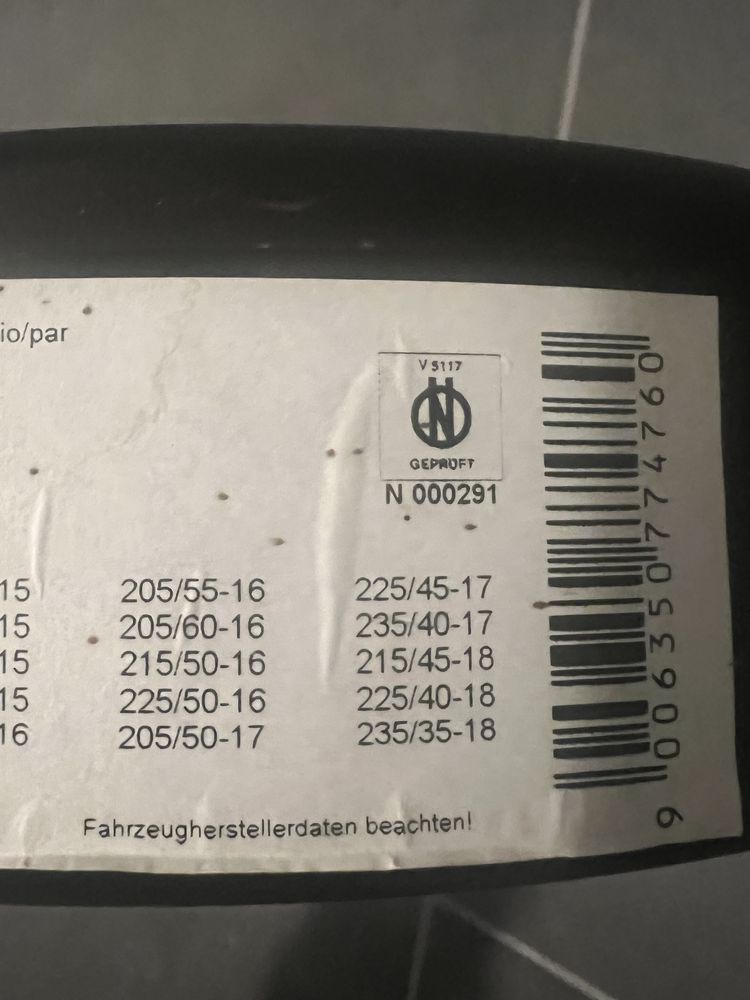 io/par
V 5117
N
GEPRÜFT
N 000291
15 205/55-16 225/45-17
15 205/60-16 235/40-17
15 215/50-16 215/45-18
15 225/50-16 225/40-18
16 205/50-17 235/35-18
Fahrzeugherstellerdaten beachten!
9 006350 774760